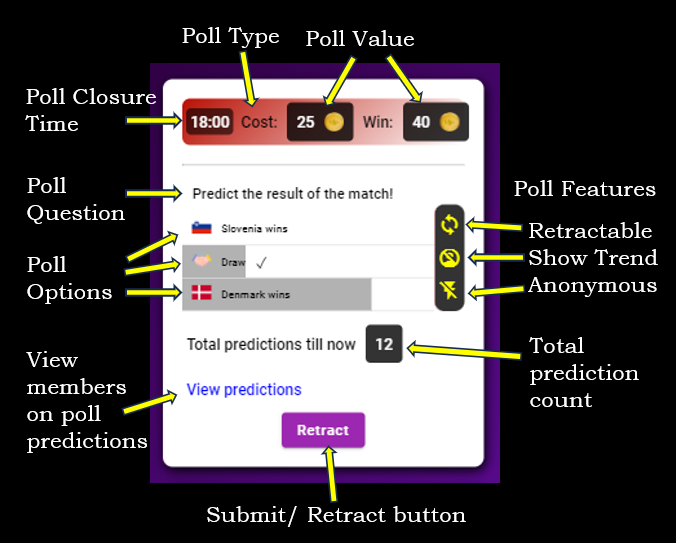 Poll Type
Poll Value
Poll Closure
Time
18:00 Cost: 25 Win: 40
Poll
Question
Predict the result of the match!
Poll Features
Slovenia wins
Retractable
Poll
Options
Draw ✓
Show Trend
Denmark wins
Anonymous
Total predictions till now 12
Total
prediction
count
View
members
on poll
predictions
View predictions
Retract
Submit/ Retract button